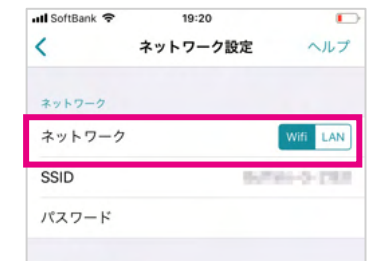 SoftBank 19:20
ネットワーク設定 ヘルプ
ネットワーク
ネットワーク Wifi LAN
SSID
パスワード